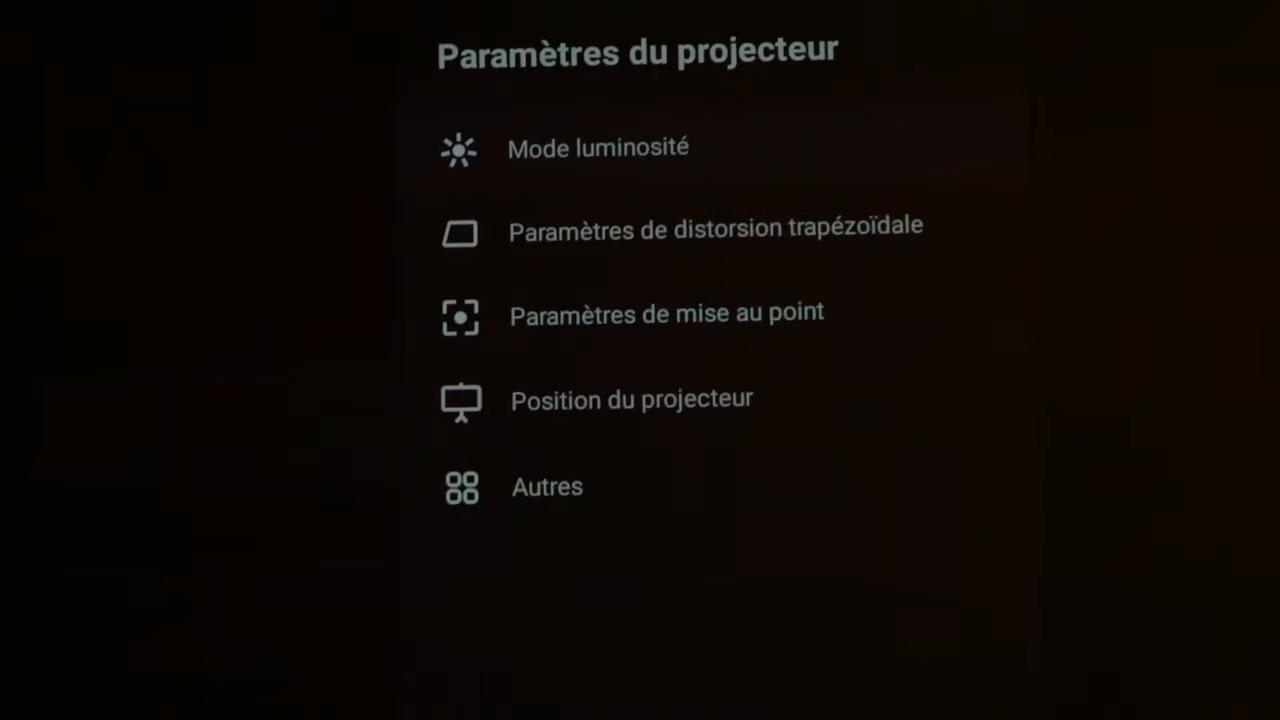 Paramètres du projecteur
Mode luminosité
Paramètres de distorsion trapézoïdale
Paramètres de mise au point
Position du projecteur
Autres